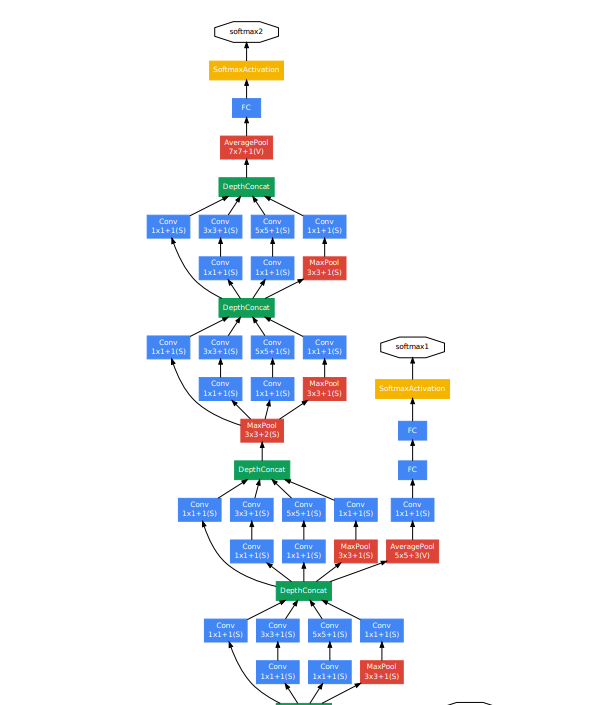 softmax2
SoftmaxActivation
FC
AveragePool
7x7+1(V)
DepthConcat
Conv Conv Conv Conv
1x1+1(S) 3x3+1(S) 5x5+1(S) 1x1+1(S)
Conv Conv MaxPool
1x1+1(S) 1x1+1(S) 3x3+1(S)
DepthConcat
Conv Conv Conv Conv
1x1+1(S) 3x3+1(S) 5x5+1(S) 1x1+1(S)
softmax1
Conv Conv MaxPool
1x1+1(S) 1x1+1(S) 3x3+1(S)
SoftmaxActivation
MaxPool
3x3+2(S)
FC
DepthConcat
FC
Conv Conv Conv Conv Conv
1x1+1(S) 3x3+1(S) 5x5+1(S) 1x1+1(S) 1x1+1(S)
Conv Conv MaxPool AveragePool
1x1+1(S) 1x1+1(S) 3x3+1(S) 5x5+3(V)
DepthConcat
Conv Conv Conv Conv
1x1+1(S) 3x3+1(S) 5x5+1(S) 1x1+1(S)
Conv Conv MaxPool
1x1+1(S) 1x1+1(S) 3x3+1(S)